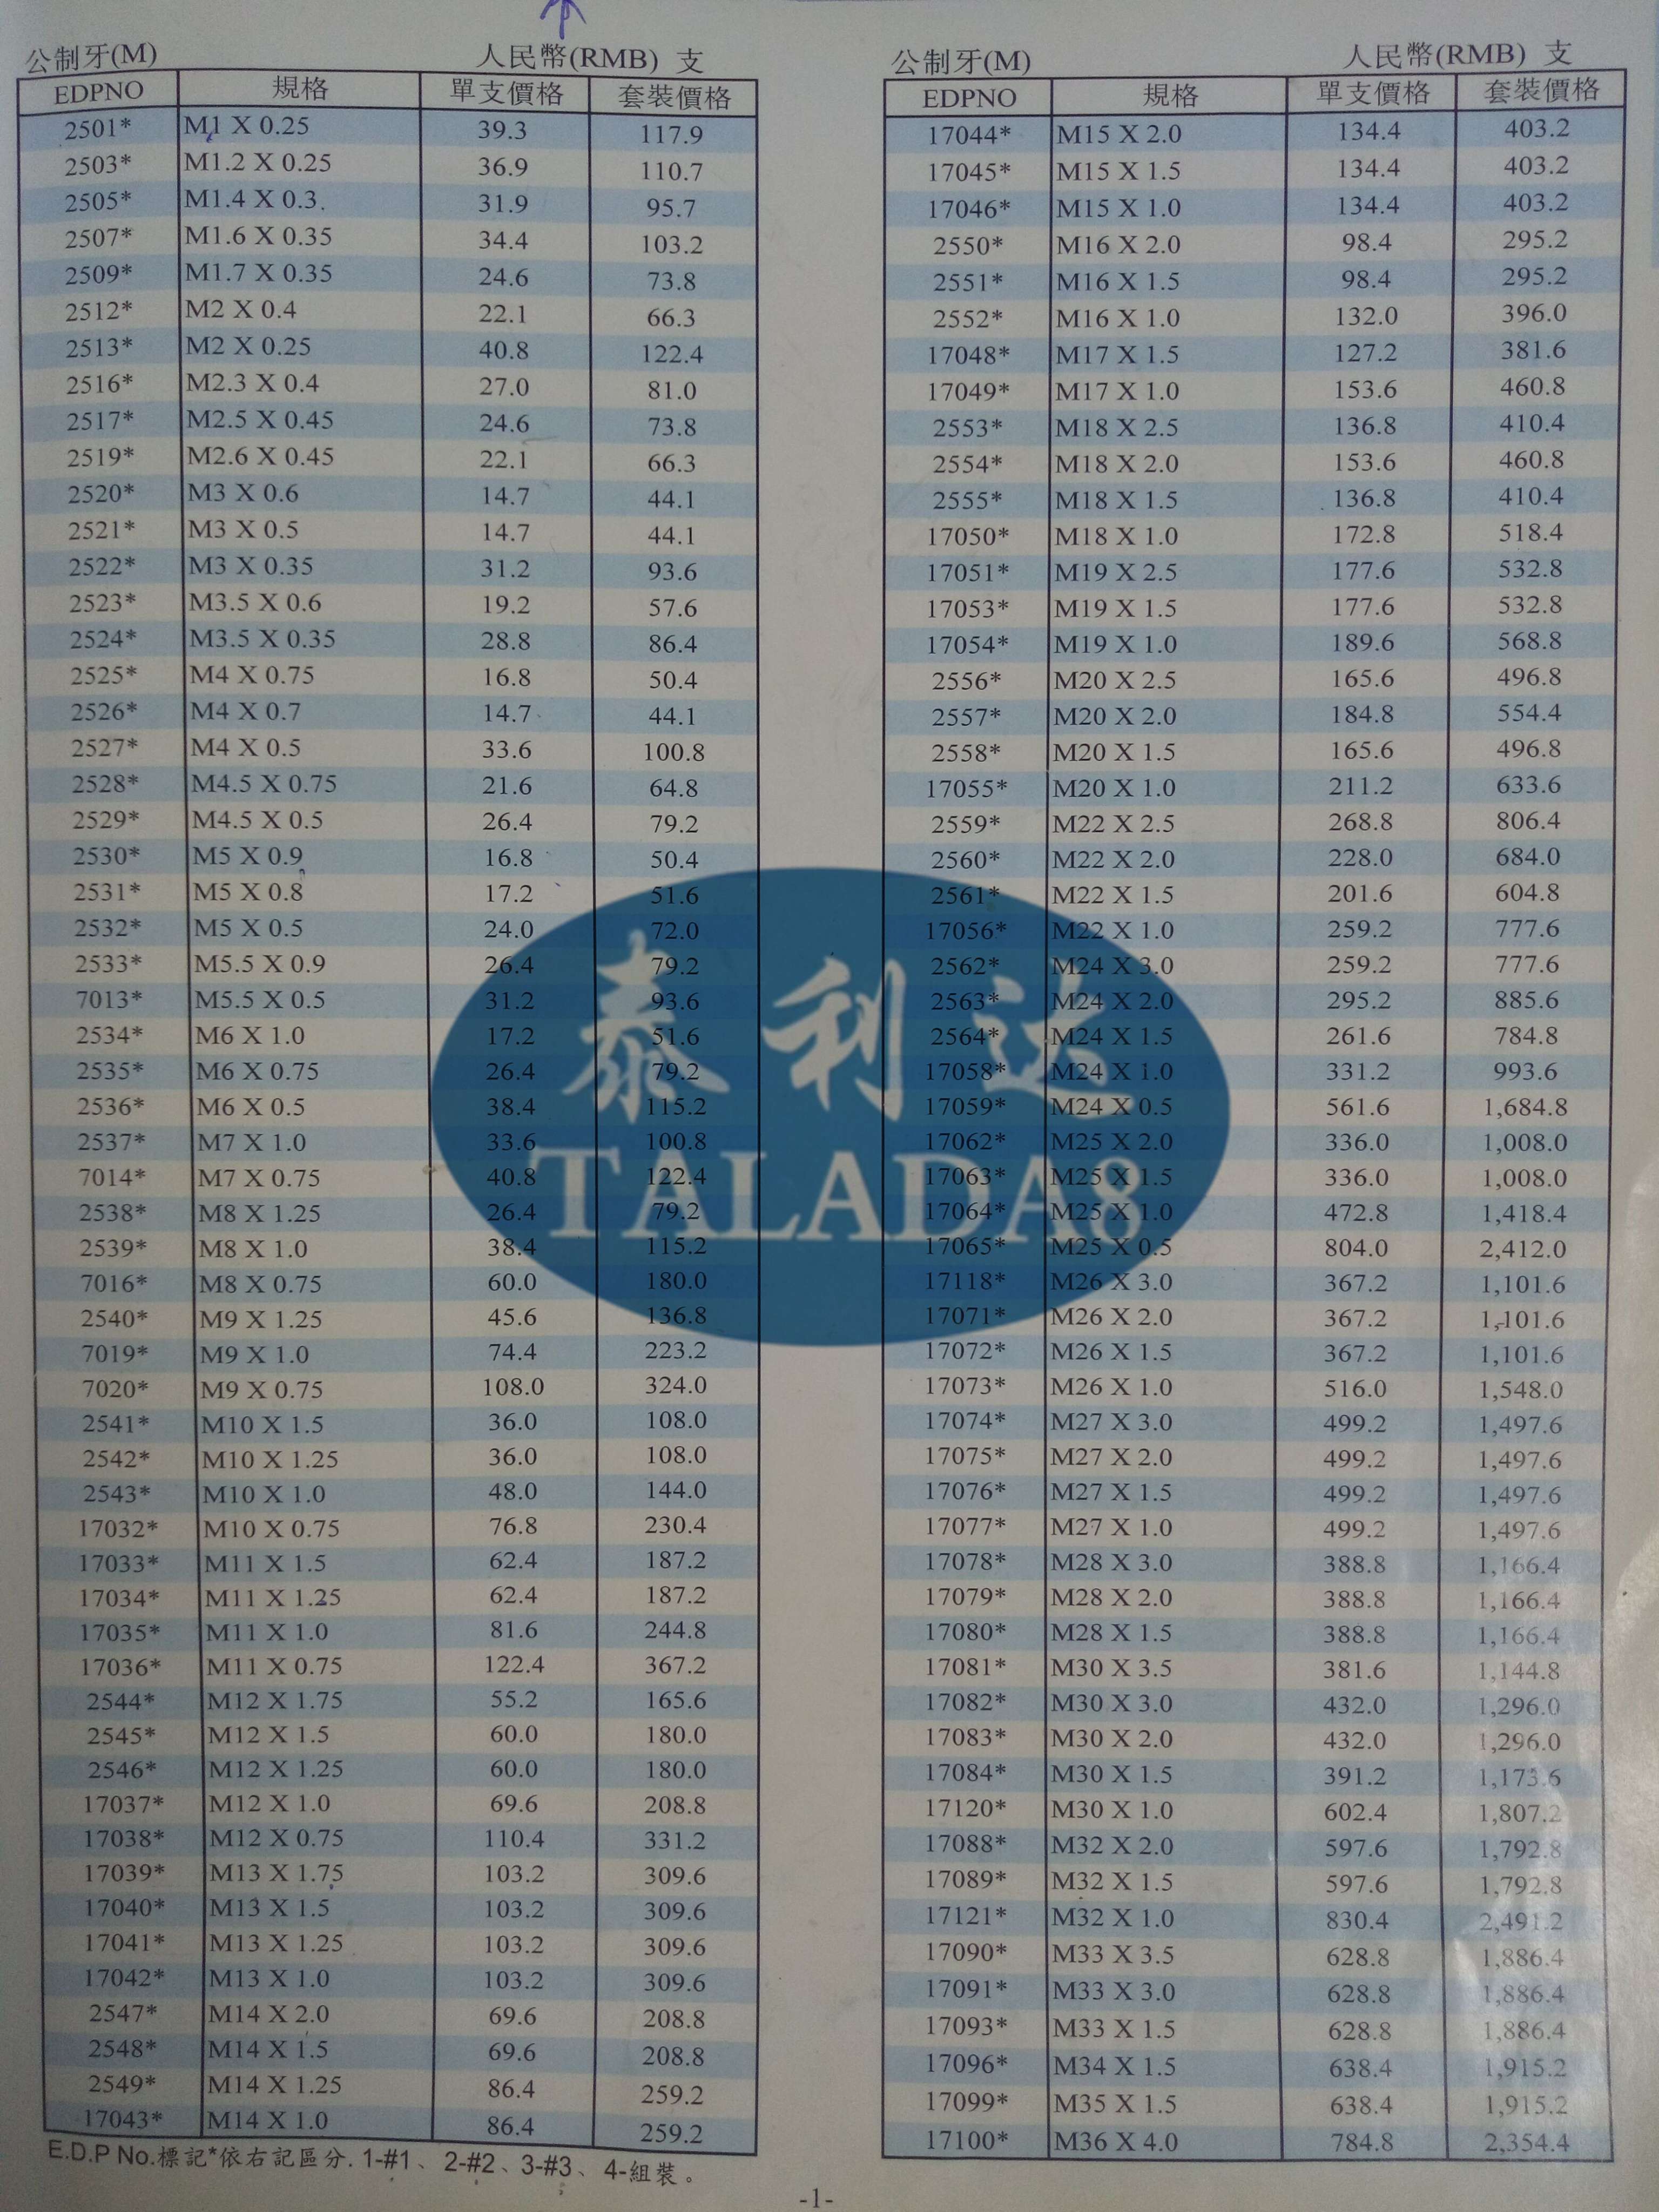 公制牙(M) 人民幣(RMB) 支
EDPNO 規格 單支價格 套裝價格
2501* M1 X 0.25 39.3 117.9
2503* M1.2 X 0.25 36.9 110.7
2505* M1.4 X 0.3 31.9 95.7
2507* M1.6 X 0.35 34.4 103.2
2509* M1.7 X 0.35 24.6 73.8
2512* M2 X 0.4 22.1 66.3
2513* M2 X 0.25 40.8 122.4
2516* M2.3 X 0.4 27.0 81.0
2517* M2.5 X 0.45 24.6 73.8
2519* M2.6 X 0.45 22.1 66.3
2520* M3 X 0.6 14.7 44.1
2521* M3 X 0.5 14.7 44.1
2522* M3 X 0.35 31.2 93.6
2523* M3.5 X 0.6 19.2 57.6
2524* M3.5 X 0.35 28.8 86.4
2525* M4 X 0.75 16.8 50.4
2526* M4 X 0.7 14.7 44.1
2527* M4 X 0.5 33.6 100.8
2528* M4.5 X 0.75 21.6 64.8
2529* M4.5 X 0.5 26.4 79.2
2530* M5 X 0.9 16.8 50.4
2531* M5 X 0.8 17.2 51.6
2532* M5 X 0.5 24.0 72.0
2533* M5.5 X 0.9 26.4 79.2
7013* M5.5 X 0.5 31.2 93.6
2534* M6 X 1.0 17.2 51.6
2535* M6 X 0.75 26.4 79.2
2536* M6 X 0.5 38.4 115.2
2537* M7 X 1.0 33.6 100.8
7014* M7 X 0.75 40.8 122.4
2538* M8 X 1.25 26.4 79.2
2539* M8 X 1.0 38.4 115.2
7016* M8 X 0.75 60.0 180.0
2540* M9 X 1.25 45.6 136.8
7019* M9 X 1.0 74.4 223.2
7020* M9 X 0.75 108.0 324.0
2541* M10 X 1.5 36.0 108.0
2542* M10 X 1.25 36.0 108.0
2543* M10 X 1.0 48.0 144.0
17032* M10 X 0.75 76.8 230.4
17033* M11 X 1.5 62.4 187.2
17034* M11 X 1.25 62.4 187.2
17035* M11 X 1.0 81.6 244.8
17036* M11 X 0.75 122.4 367.2
2544* M12 X 1.75 55.2 165.6
2545* M12 X 1.5 60.0 180.0
2546* M12 X 1.25 60.0 180.0
17037* M12 X 1.0 69.6 208.8
17038* M12 X 0.75 110.4 331.2
17039* M13 X 1.75 103.2 309.6
17040* M13 X 1.5 103.2 309.6
17041* M13 X 1.25 103.2 309.6
17042* M13 X 1.0 103.2 309.6
2547* M14 X 2.0 69.6 208.8
2548* M14 X 1.5 69.6 208.8
2549* M14 X 1.25 86.4 259.2
17043* M14 X 1.0 86.4 259.2
E.D.P No.標記*依右記區分. 1-#1、 2-#2、3-#3、 4-組裝。
公制牙(M) 人民幣(RMB) 支
EDPNO 規格 單支價格 套裝價格
17044* M15 X 2.0 134.4 403.2
17045* M15 X 1.5 134.4 403.2
17046* M15 X 1.0 134.4 403.2
2550* M16 X 2.0 98.4 295.2
2551* M16 X 1.5 98.4 295.2
2552* M16 X 1.0 132.0 396.0
17048* M17 X 1.5 127.2 381.6
17049* M17 X 1.0 153.6 460.8
2553* M18 X 2.5 136.8 410.4
2554* M18 X 2.0 153.6 460.8
2555* M18 X 1.5 136.8 410.4
17050* M18 X 1.0 172.8 518.4
17051* M19 X 2.5 177.6 532.8
17053* M19 X 1.5 177.6 532.8
17054* M19 X 1.0 189.6 568.8
2556* M20 X 2.5 165.6 496.8
2557* M20 X 2.0 184.8 554.4
2558* M20 X 1.5 165.6 496.8
17055* M20 X 1.0 211.2 633.6
2559* M22 X 2.5 268.8 806.4
2560* M22 X 2.0 228.0 684.0
2561* M22 X 1.5 201.6 604.8
17056* M22 X 1.0 259.2 777.6
2562* M24 X 3.0 259.2 777.6
2563* M24 X 2.0 295.2 885.6
2564* M24 X 1.5 261.6 784.8
17058* M24 X 1.0 331.2 993.6
17059* M24 X 0.5 561.6 1,684.8
17062* M25 X 2.0 336.0 1,008.0
17063* M25 X 1.5 336.0 1,008.0
17064* M25 X 1.0 472.8 1,418.4
17065* M25 X 0.5 804.0 2,412.0
17118* M26 X 3.0 367.2 1,101.6
17071* M26 X 2.0 367.2 1,101.6
17072* M26 X 1.5 367.2 1,101.6
17073* M26 X 1.0 516.0 1,548.0
17074* M27 X 3.0 499.2 1,497.6
17075* M27 X 2.0 499.2 1,497.6
17076* M27 X 1.5 499.2 1,497.6
17077* M27 X 1.0 499.2 1,497.6
17078* M28 X 3.0 388.8 1,166.4
17079* M28 X 2.0 388.8 1,166.4
17080* M28 X 1.5 388.8 1,166.4
17081* M30 X 3.5 381.6 1,144.8
17082* M30 X 3.0 432.0 1,296.0
17083* M30 X 2.0 432.0 1,296.0
17084* M30 X 1.5 391.2 1,173.6
17120* M30 X 1.0 602.4 1,807.2
17088* M32 X 2.0 597.6 1,792.8
17089* M32 X 1.5 597.6 1,792.8
17121* M32 X 1.0 830.4 2,491.2
17090* M33 X 3.5 628.8 1,886.4
17091* M33 X 3.0 628.8 1,886.4
17093* M33 X 1.5 628.8 1,886.4
17096* M34 X 1.5 638.4 1,915.2
17099* M35 X 1.5 638.4 1,915.2
17100* M36 X 4.0 784.8 2,354.4
泰利达
TALADA8
-1-